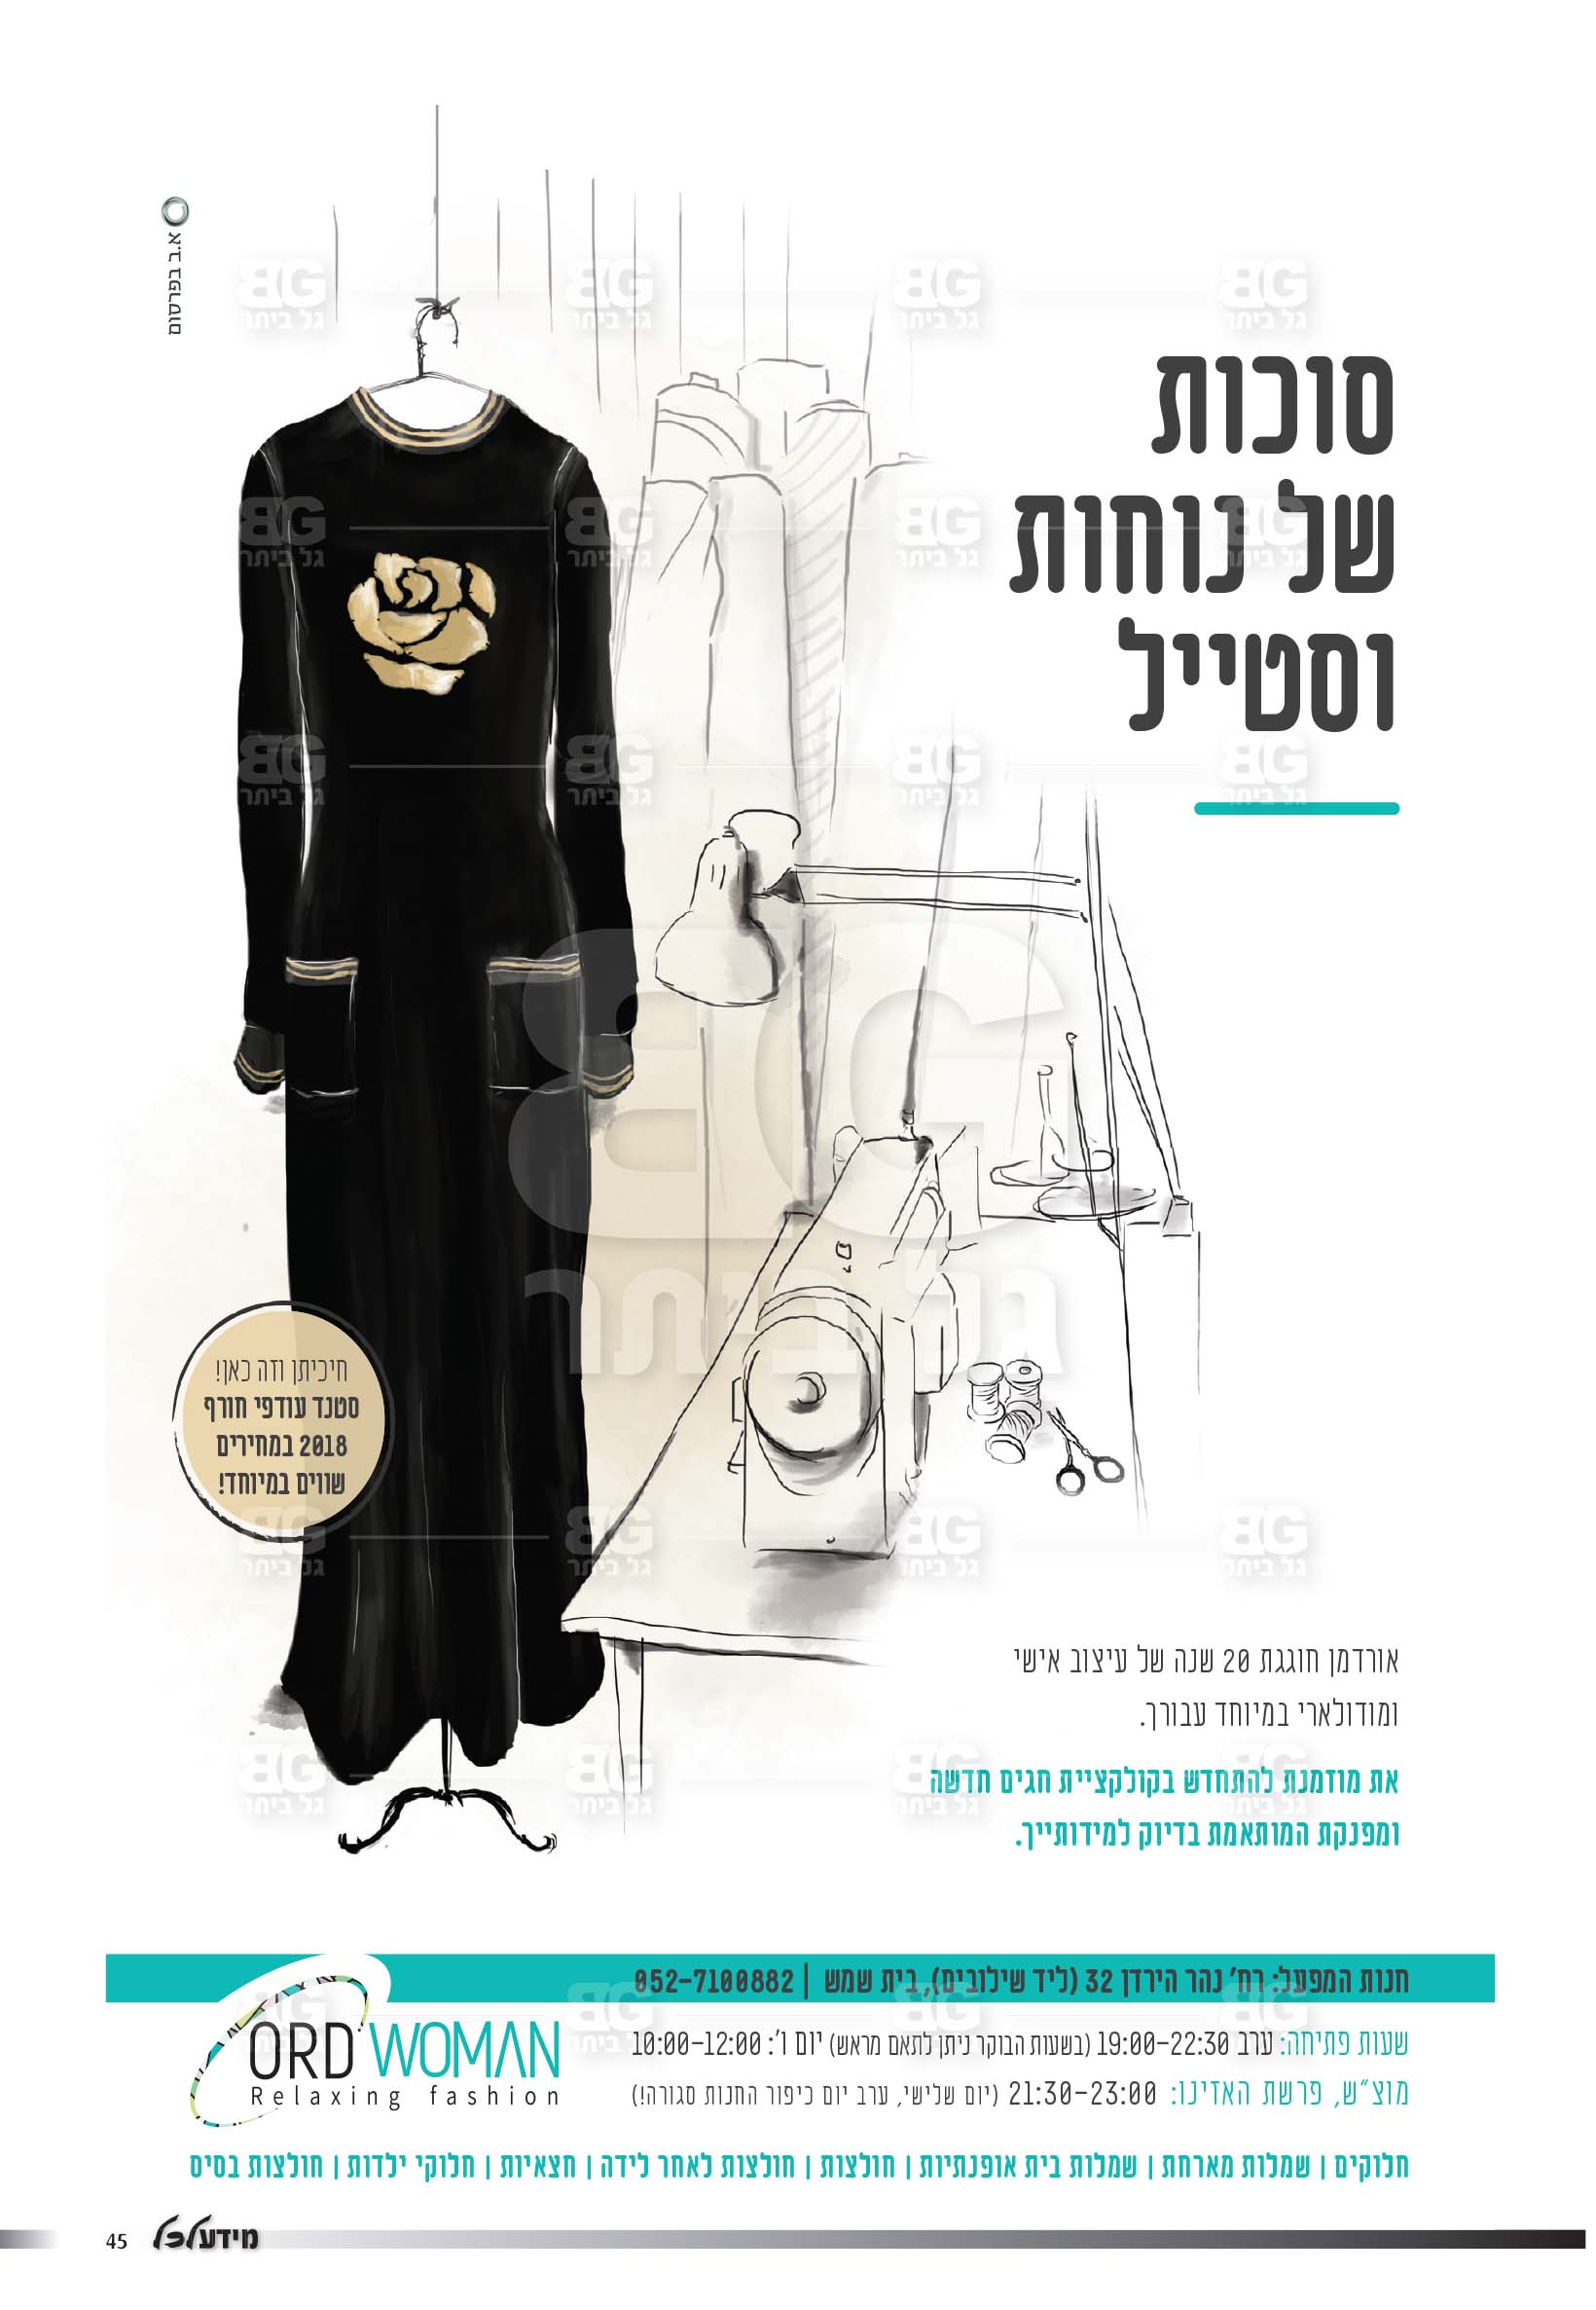 א.ב בפרסום
סוכות
של נוחות
וסטייל
חיכיתן וזה כאן!
סטנד עודפי חורף
2018 במחירים
שווים במיוחד!
אורדמן חוגגת 20 שנה של עיצוב אישי
ומודולארי במיוחד עבורך.
את מוזמנת להתחדש בקולקציית חגים חדשה
ומפנקת המותאמת בדיוק למידותייך.
חנות המפעל: רח' נהר הירדן 32 (ליד שילובים), בית שמש | 052-7100882
שעות פתיחה: ערב 19:00-22:30 (בשעות הבוקר ניתן לתאם מראש) יום ו': 10:00-12:00
מוצ״ש, פרשת האזינו: 21:30-23:00 (יום שלישי, ערב יום כיפור החנות סגורה!)
ORD WOMAN
Relaxing fashion
חלוקים | שמלות מארחת | שמלות בית אופנתיות | חולצות | חולצות לאחר לידה | חצאיות | חלוקי ילדות | חולצות בסיס
מידע לכל
45
BG
גל ביתר